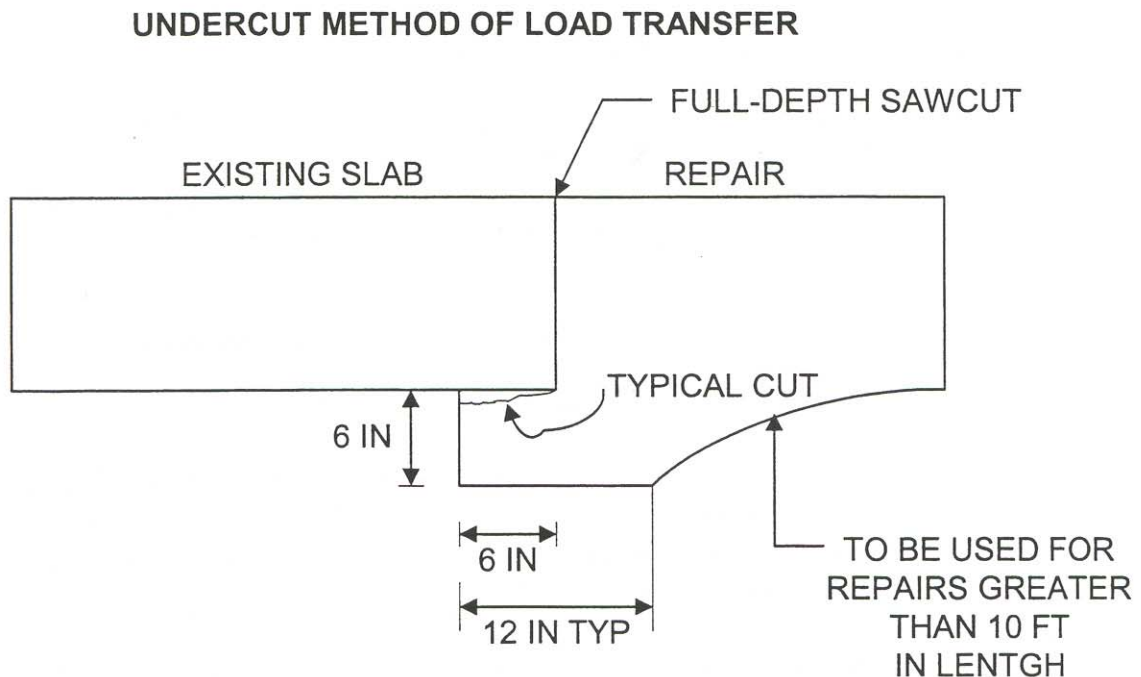 UNDERCUT METHOD OF LOAD TRANSFER
FULL-DEPTH SAWCUT
EXISTING SLAB
REPAIR
TYPICAL CUT
6 IN
6 IN
12 IN TYP
TO BE USED FOR
REPAIRS GREATER
THAN 10 FT
IN LENTGH